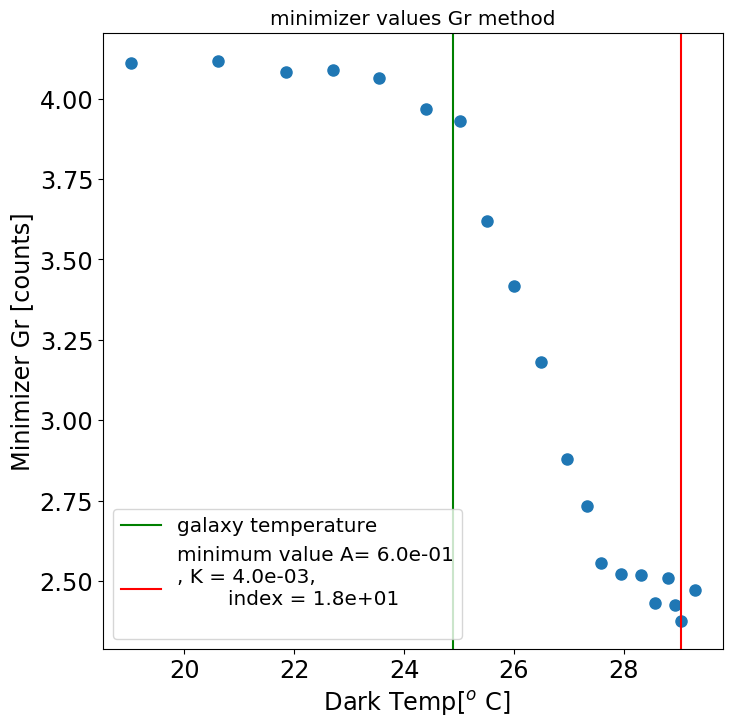 minimizer values Gr method
4.00
3.75
3.50
3.25
3.00
2.75
2.50
Minimizer Gr [counts]
galaxy temperature
minimum value A= 6.0e-01
, K = 4.0e-03,
index = 1.8e+01
20 22 24 26 28
Dark Temp[° C]